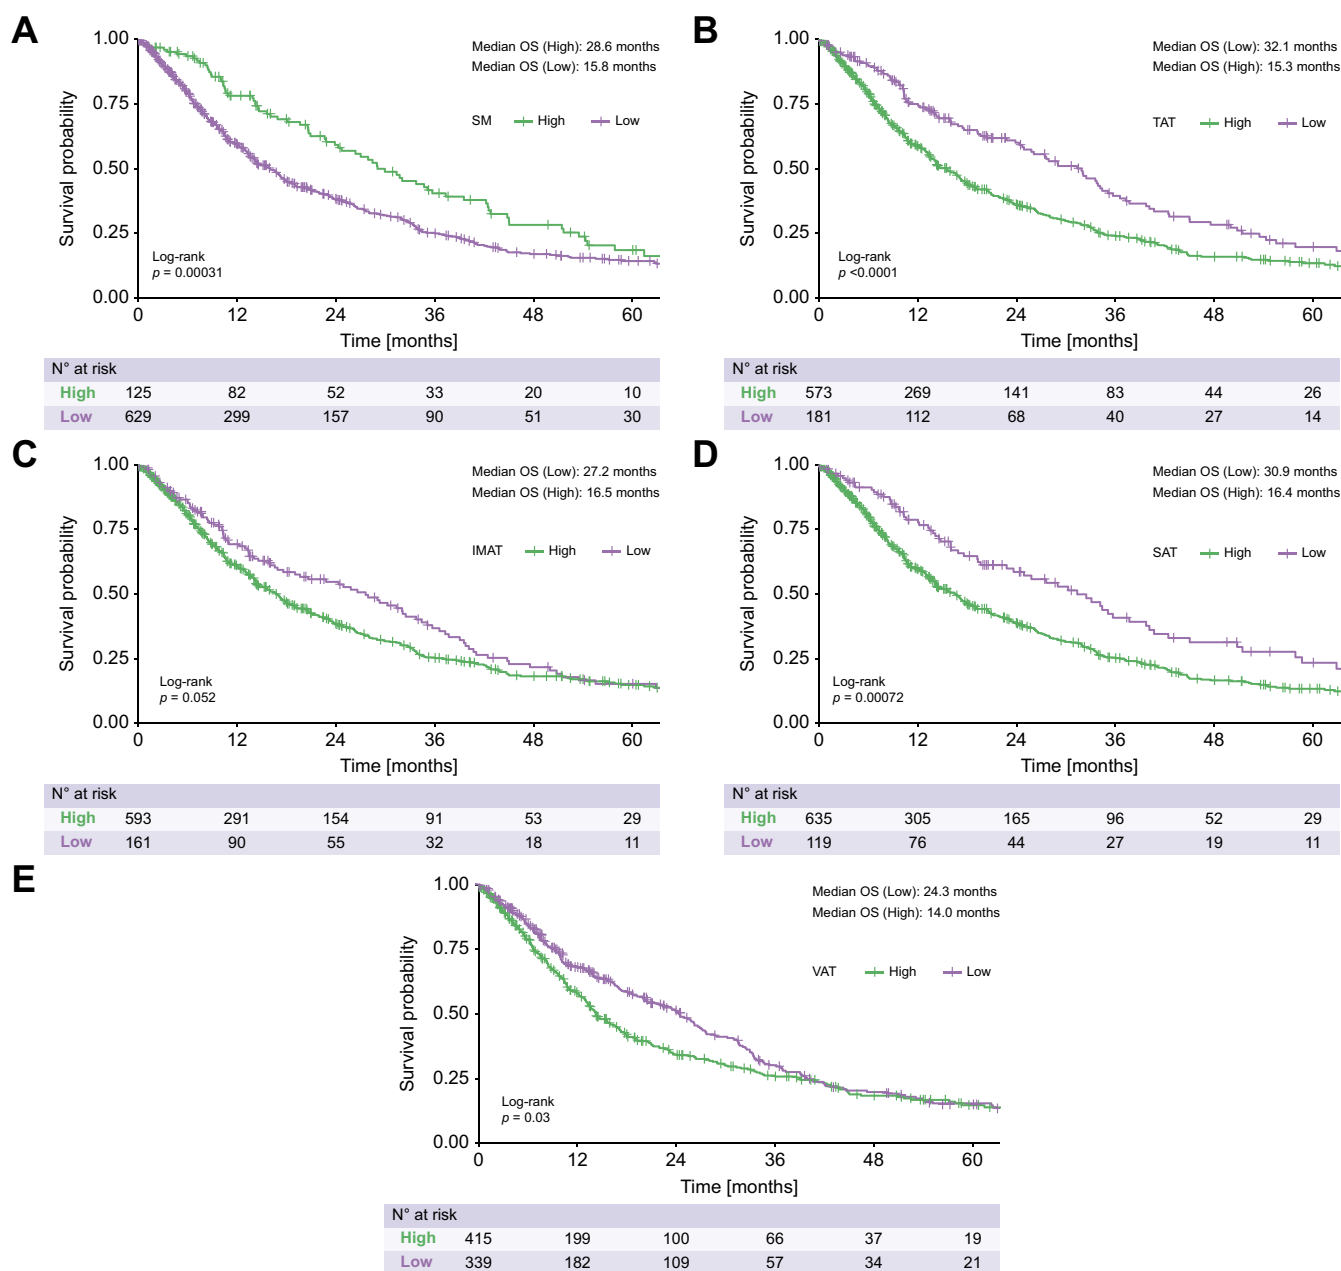 A
1.00
0.75
0.50
0.25
0.00
Survival probability
Median OS (High): 28.6 months
Median OS (Low): 15.8 months
SM High Low
Log-rank
p = 0.00031
0 12 24 36 48 60
Time [months]
N° at risk
High 125 82 52 33 20 10
Low 629 299 157 90 51 30
B
1.00
0.75
0.50
0.25
0.00
Survival probability
Median OS (Low): 32.1 months
Median OS (High): 15.3 months
TAT High Low
Log-rank
p <0.0001
0 12 24 36 48 60
Time [months]
N° at risk
High 573 269 141 83 44 26
Low 181 112 68 40 27 14
C
1.00
0.75
0.50
0.25
0.00
Survival probability
Median OS (Low): 27.2 months
Median OS (High): 16.5 months
IMAT High Low
Log-rank
p = 0.052
0 12 24 36 48 60
Time [months]
N° at risk
High 593 291 154 91 53 29
Low 161 90 55 32 18 11
D
1.00
0.75
0.50
0.25
0.00
Survival probability
Median OS (Low): 30.9 months
Median OS (High): 16.4 months
SAT High Low
Log-rank
p = 0.00072
0 12 24 36 48 60
Time [months]
N° at risk
High 635 305 165 96 52 29
Low 119 76 44 27 19 11
E
1.00
0.75
0.50
0.25
0.00
Survival probability
Median OS (Low): 24.3 months
Median OS (High): 14.0 months
VAT High Low
Log-rank
p = 0.03
0 12 24 36 48 60
Time [months]
N° at risk
High 415 199 100 66 37 19
Low 339 182 109 57 34 21